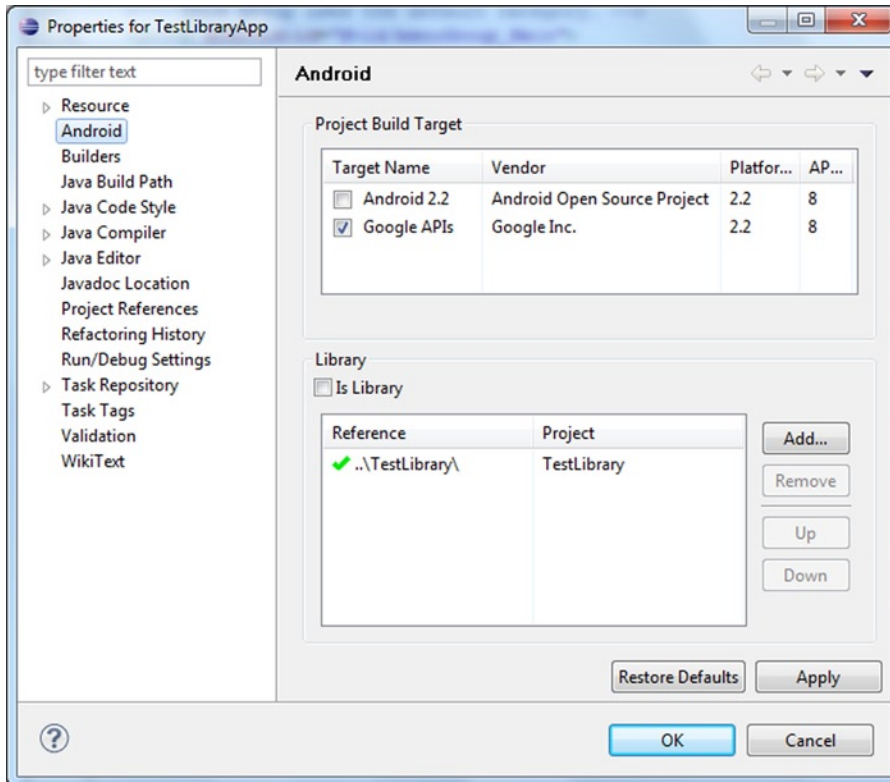 Properties for TestLibraryApp
type filter text
Resource
Android
Builders
Java Build Path
Java Code Style
Java Compiler
Java Editor
Javadoc Location
Project References
Refactoring History
Run/Debug Settings
Task Repository
Task Tags
Validation
WikiText
Android
Project Build Target
Target Name Vendor Platfor... AP...
Android 2.2 Android Open Source Project 2.2 8
Google APIs Google Inc. 2.2 8
Library
Is Library
Reference Project
..\TestLibrary\ TestLibrary
Add...
Remove
Up
Down
Restore Defaults Apply
? OK Cancel